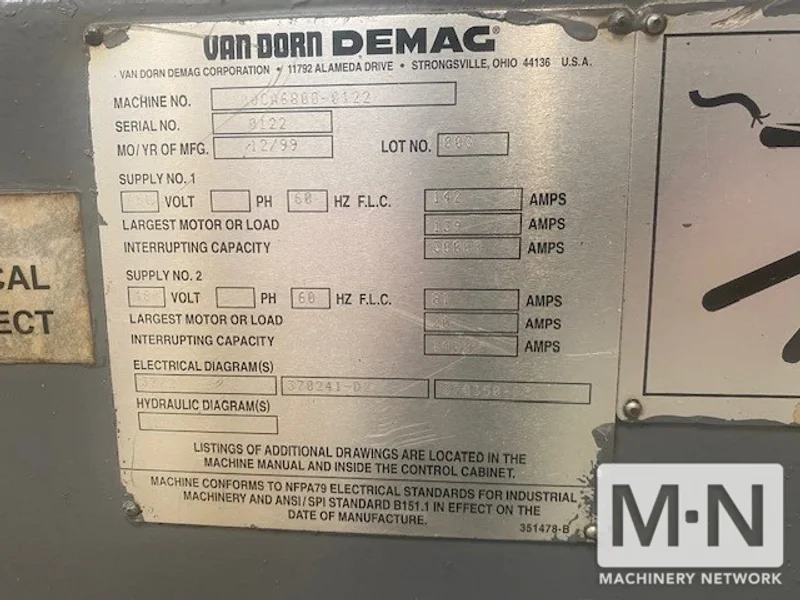 VAN DORN DEMAG®
VAN DORN DEMAG CORPORATION • 11792 ALAMEDA DRIVE • STRONGSVILLE, OHIO 44136 U.S.A.
MACHINE NO.
SERIAL NO. 0122
MO/YR OF MFG. 12/99 LOT NO.
SUPPLY NO. 1
VOLT PH 60 HZ F.L.C. 142 AMPS
LARGEST MOTOR OR LOAD AMPS
INTERRUPTING CAPACITY AMPS
SUPPLY NO. 2
VOLT PH 60 HZ F.L.C. AMPS
LARGEST MOTOR OR LOAD AMPS
INTERRUPTING CAPACITY AMPS
ELECTRICAL DIAGRAM(S)
HYDRAULIC DIAGRAM(S)
LISTINGS OF ADDITIONAL DRAWINGS ARE LOCATED IN THE
MACHINE MANUAL AND INSIDE THE CONTROL CABINET.
MACHINE CONFORMS TO NFPA79 ELECTRICAL STANDARDS FOR INDUSTRIAL
MACHINERY AND ANSI/SPI STANDARD B151.1 IN EFFECT ON THE
DATE OF MANUFACTURE.
351478-B
CAL
ECT
M·N
MACHINERY NETWORK